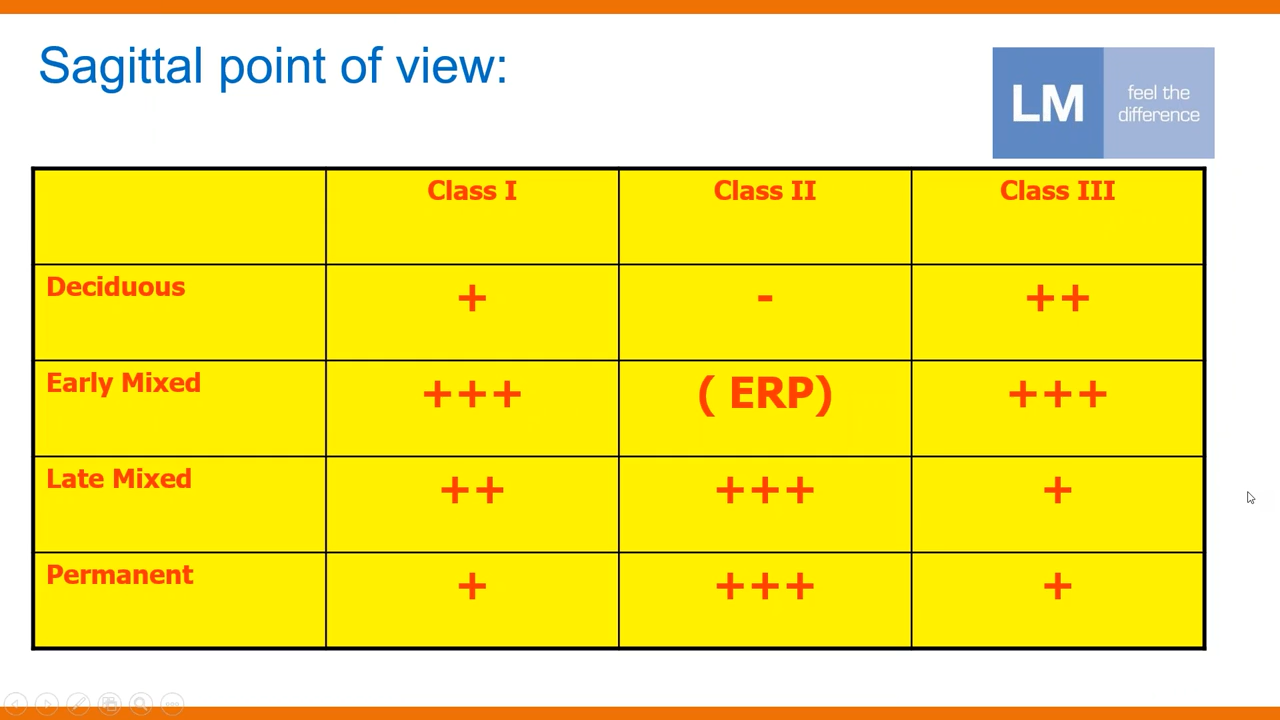 Sagittal point of view:
LM
feel the
difference
Class I
Class II
Class III
Deciduous
+
-
++
Early Mixed
+++
( ERP)
+++
Late Mixed
++
+++
+
Permanent
+
+++
+